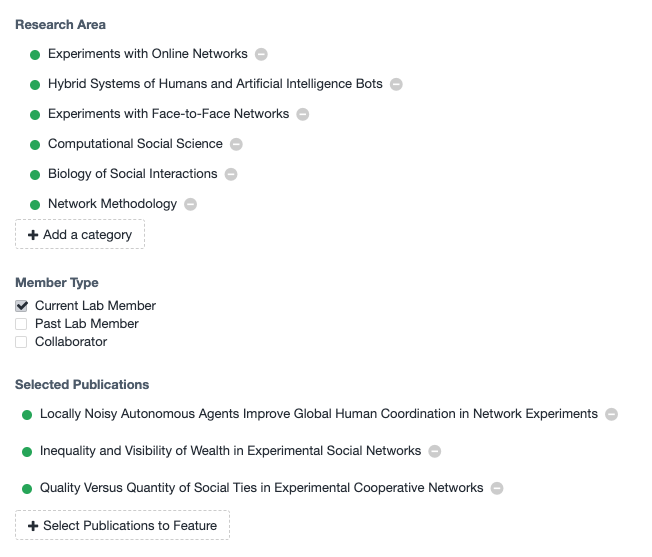 Research Area
Experiments with Online Networks
Hybrid Systems of Humans and Artificial Intelligence Bots
Experiments with Face-to-Face Networks
Computational Social Science
Biology of Social Interactions
Network Methodology
Add a category
Member Type
Current Lab Member
Past Lab Member
Collaborator
Selected Publications
Locally Noisy Autonomous Agents Improve Global Human Coordination in Network Experiments
Inequality and Visibility of Wealth in Experimental Social Networks
Quality Versus Quantity of Social Ties in Experimental Cooperative Networks
Select Publications to Feature